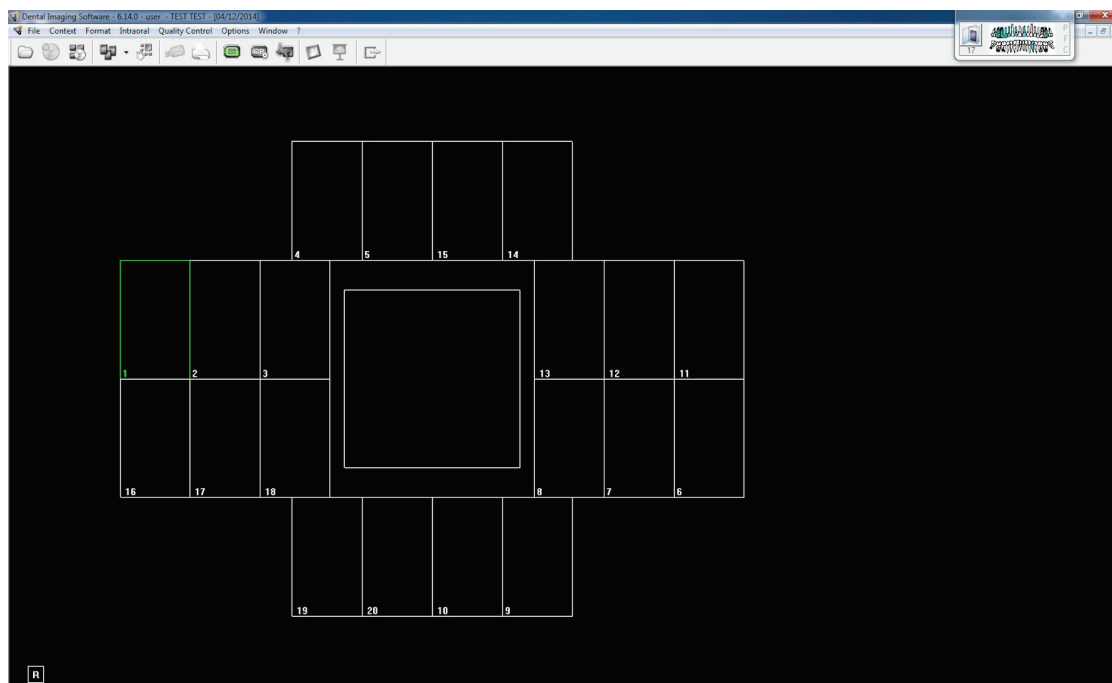 Dental Imaging Software - 6.14.0 - user - TEST TEST - [04/12/2014]
File Context Format Intraoral Quality Control Options Window ?
17
P
F
C
4 5 15 14
1 2 3 13 12 11
16 17 18 8 7 6
19 20 10 9
R